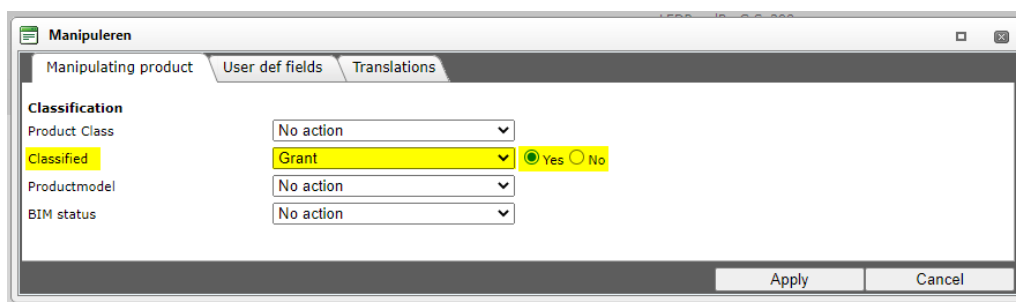 Manipuleren
Manipulating product User def fields Translations
Classification
Product Class No action
Classified Grant Yes No
Productmodel No action
BIM status No action
Apply Cancel